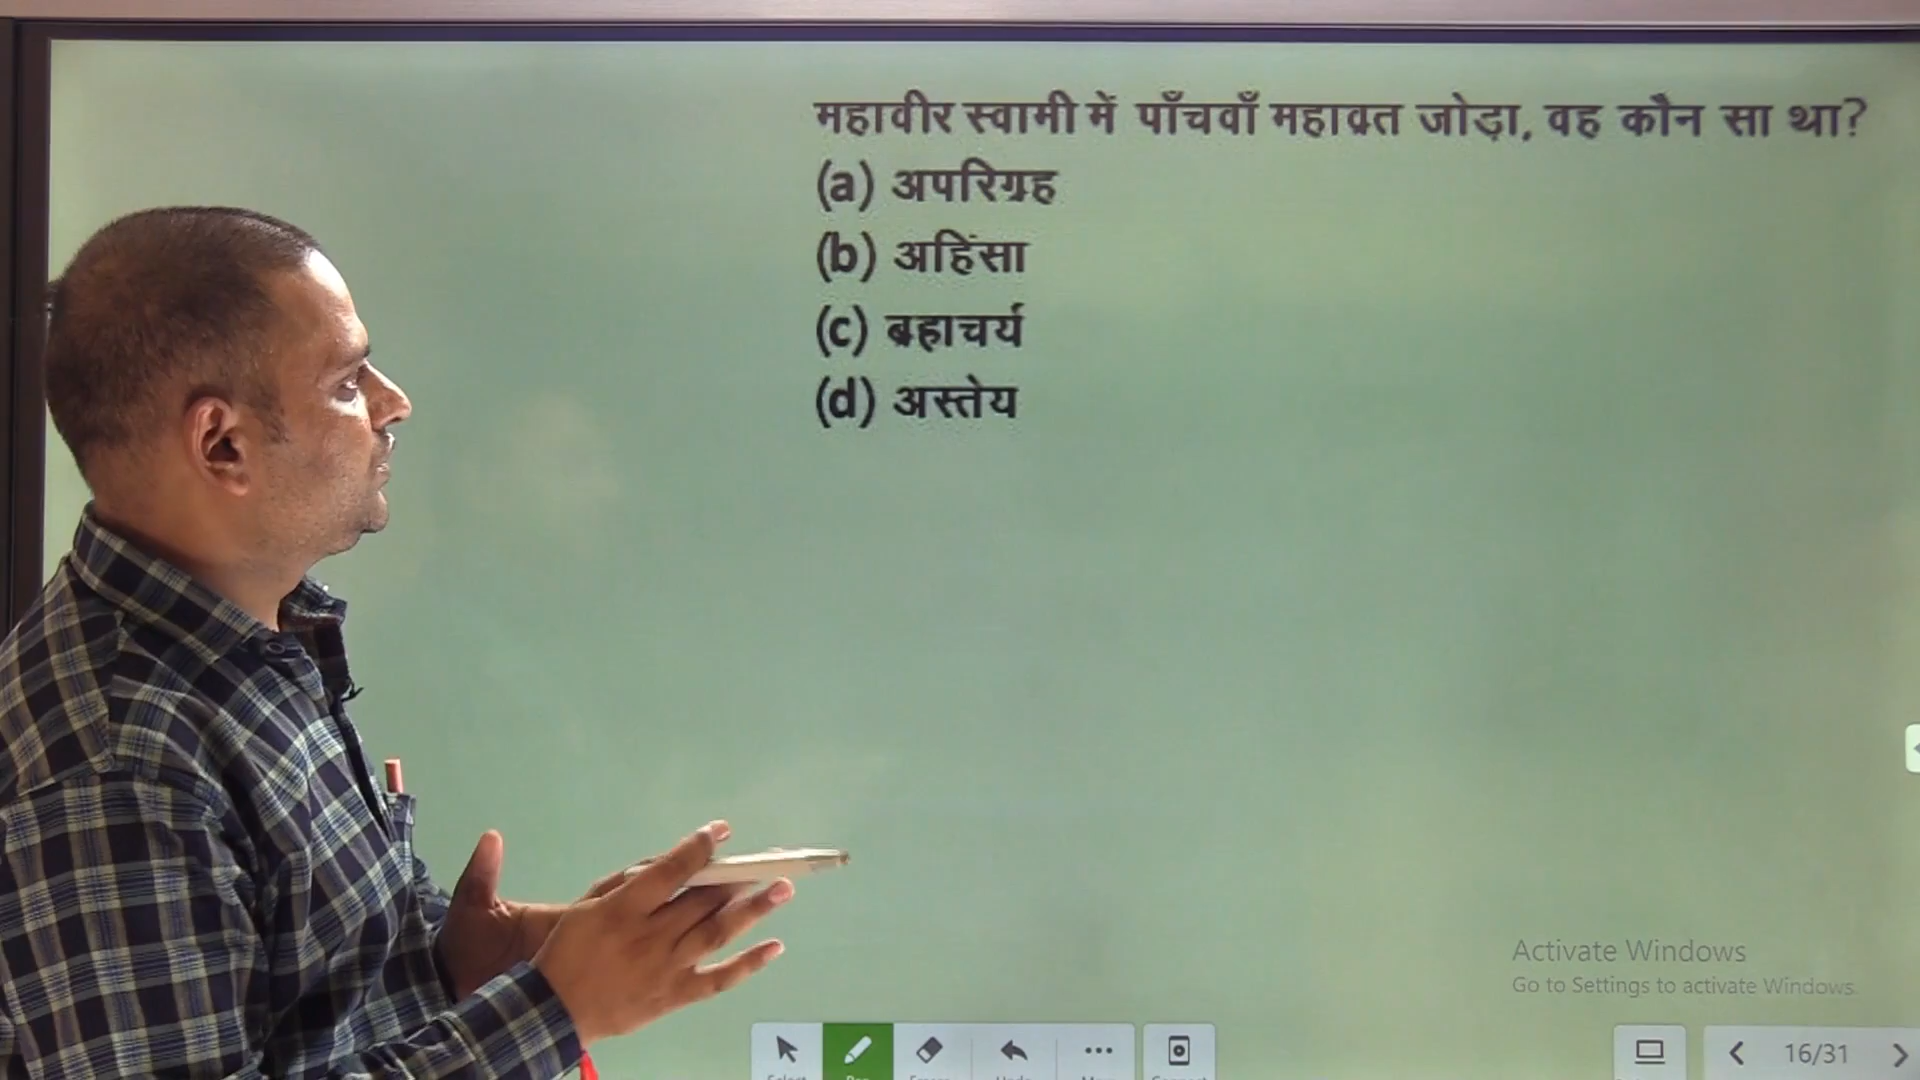 महावीर स्वामी में पाँचवाँ महाव्रत जोड़ा, वह कौन सा था?
(a) अपरिग्रह
(b) अहिंसा
(c) ब्रह्मचर्य
(d) अस्तेय
Activate Windows
Go to Settings to activate Windows.
16/31